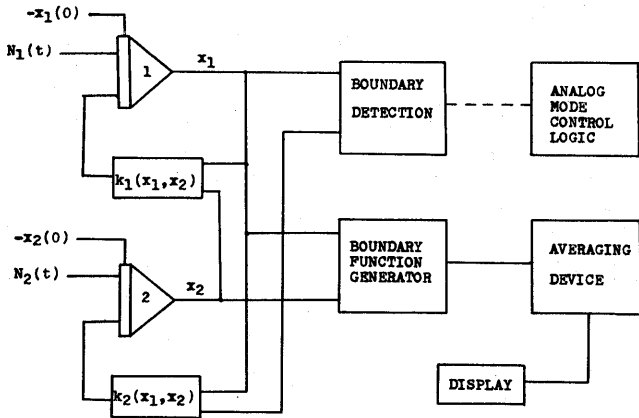 -x₁(0)
N₁(t)
1
x₁
BOUNDARY
DETECTION
ANALOG
MODE
CONTROL
LOGIC
k₁(x₁,x₂)
-x₂(0)
N₂(t)
2
x₂
BOUNDARY
FUNCTION
GENERATOR
AVERAGING
DEVICE
k₂(x₁,x₂)
DISPLAY